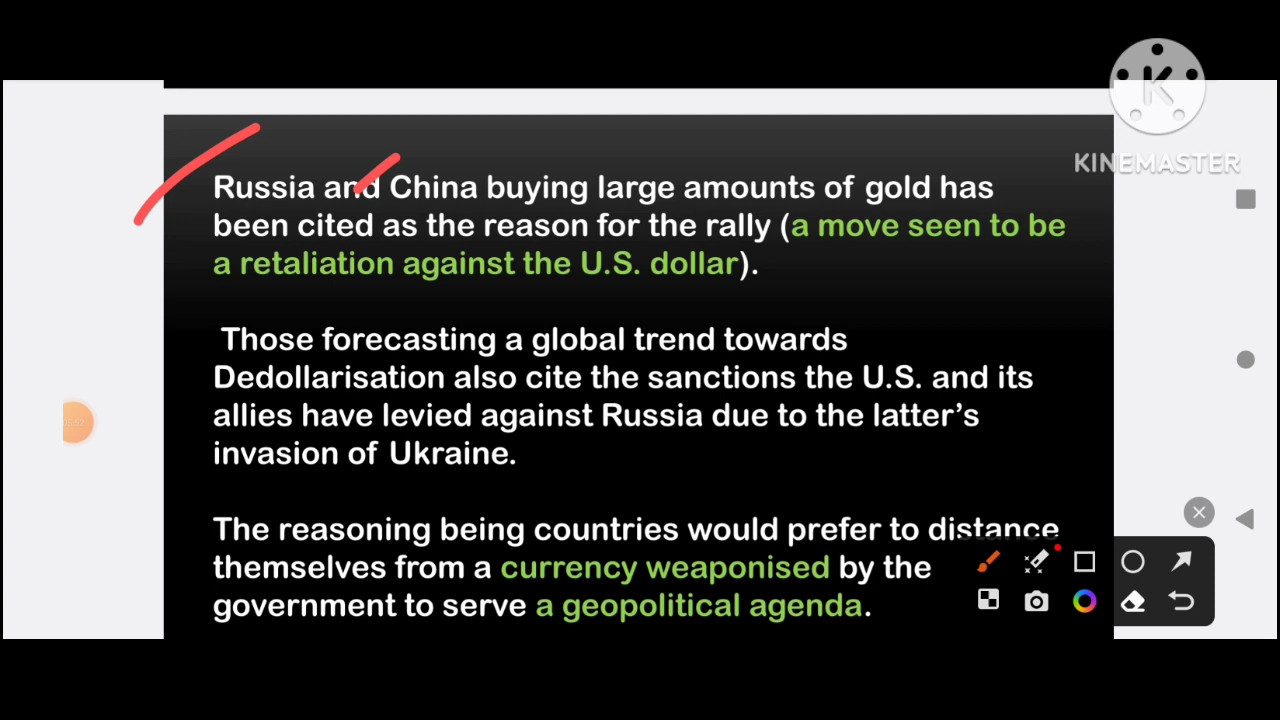 KINEMASTER
Russia and China buying large amounts of gold has
been cited as the reason for the rally (a move seen to be
a retaliation against the U.S. dollar).
Those forecasting a global trend towards
Dedollarisation also cite the sanctions the U.S. and its
allies have levied against Russia due to the latter's
invasion of Ukraine.
The reasoning being countries would prefer to distance
themselves from a currency weaponised by the
government to serve a geopolitical agenda.